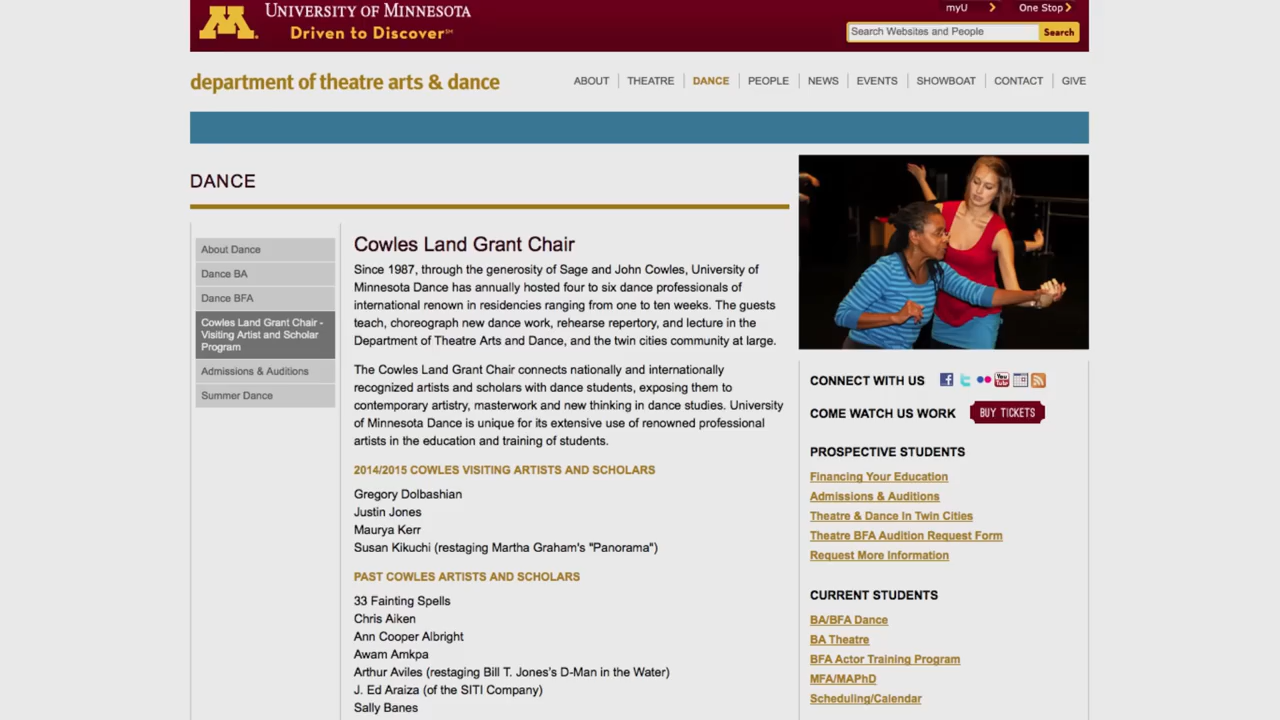 UNIVERSITY OF MINNESOTA
Driven to Discover℠
myU
One Stop
Search Websites and People
Search
department of theatre arts & dance
ABOUT
THEATRE
DANCE
PEOPLE
NEWS
EVENTS
SHOWBOAT
CONTACT
GIVE
DANCE
About Dance
Dance BA
Dance BFA
Cowles Land Grant Chair -
Visiting Artist and Scholar
Program
Admissions & Auditions
Summer Dance
Cowles Land Grant Chair
Since 1987, through the generosity of Sage and John Cowles, University of
Minnesota Dance has annually hosted four to six dance professionals of
international renown in residencies ranging from one to ten weeks. The guests
teach, choreograph new dance work, rehearse repertory, and lecture in the
Department of Theatre Arts and Dance, and the twin cities community at large.
The Cowles Land Grant Chair connects nationally and internationally
recognized artists and scholars with dance students, exposing them to
contemporary artistry, masterwork and new thinking in dance studies. University
of Minnesota Dance is unique for its extensive use of renowned professional
artists in the education and training of students.
2014/2015 COWLES VISITING ARTISTS AND SCHOLARS
Gregory Dolbashian
Justin Jones
Maurya Kerr
Susan Kikuchi (restaging Martha Graham's "Panorama")
PAST COWLES ARTISTS AND SCHOLARS
33 Fainting Spells
Chris Aiken
Ann Cooper Albright
Awam Amkpa
Arthur Aviles (restaging Bill T. Jones's D-Man in the Water)
J. Ed Araiza (of the SITI Company)
Sally Banes
CONNECT WITH US
COME WATCH US WORK
BUY TICKETS
PROSPECTIVE STUDENTS
Financing Your Education
Admissions & Auditions
Theatre & Dance In Twin Cities
Theatre BFA Audition Request Form
Request More Information
CURRENT STUDENTS
BA/BFA Dance
BA Theatre
BFA Actor Training Program
MFA/MAPhD
Scheduling/Calendar